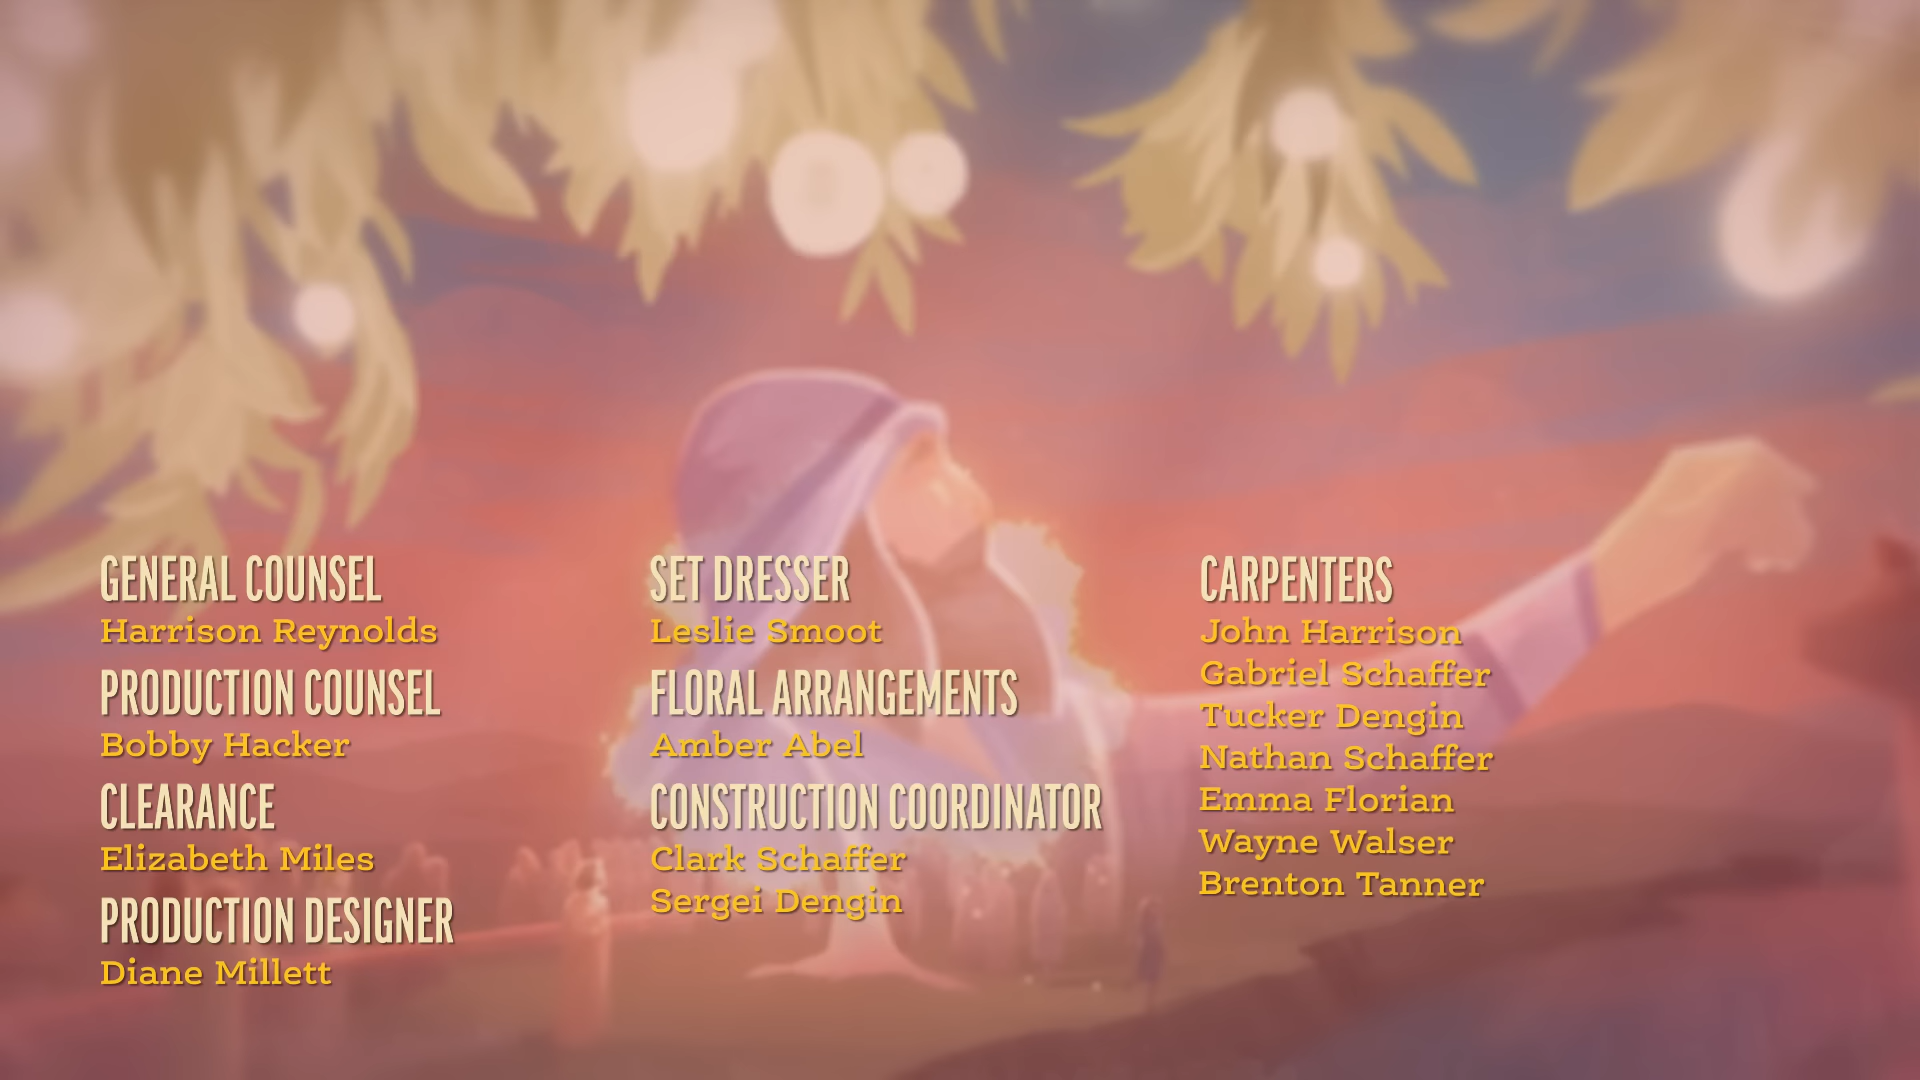 GENERAL COUNSEL
Harrison Reynolds
PRODUCTION COUNSEL
Bobby Hacker
CLEARANCE
Elizabeth Miles
PRODUCTION DESIGNER
Diane Millett
SET DRESSER
Leslie Smoot
FLORAL ARRANGEMENTS
Amber Abel
CONSTRUCTION COORDINATOR
Clark Schaffer
Sergei Dengin
CARPENTERS
John Harrison
Gabriel Schaffer
Tucker Dengin
Nathan Schaffer
Emma Florian
Wayne Walser
Brenton Tanner